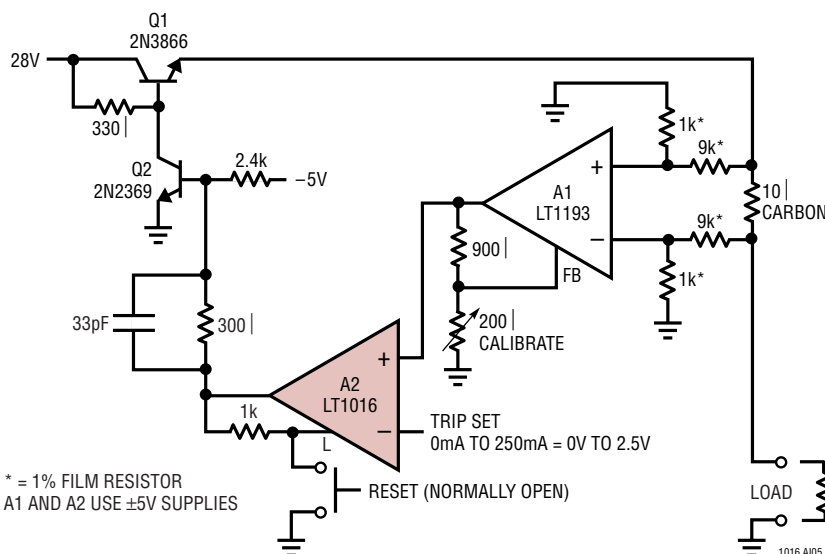 Q1
2N3866
28V
330|
Q2
2N2369
2.4k
−5V
1k*
9k*
+
A1
LT1193
10|
CARBON
9k*
−
900|
FB
1k*
33pF
300|
200|
CALIBRATE
+
A2
LT1016
1k
L
−
TRIP SET
0mA TO 250mA = 0V TO 2.5V
* = 1% FILM RESISTOR
A1 AND A2 USE ±5V SUPPLIES
RESET (NORMALLY OPEN)
LOAD
1016 AI05